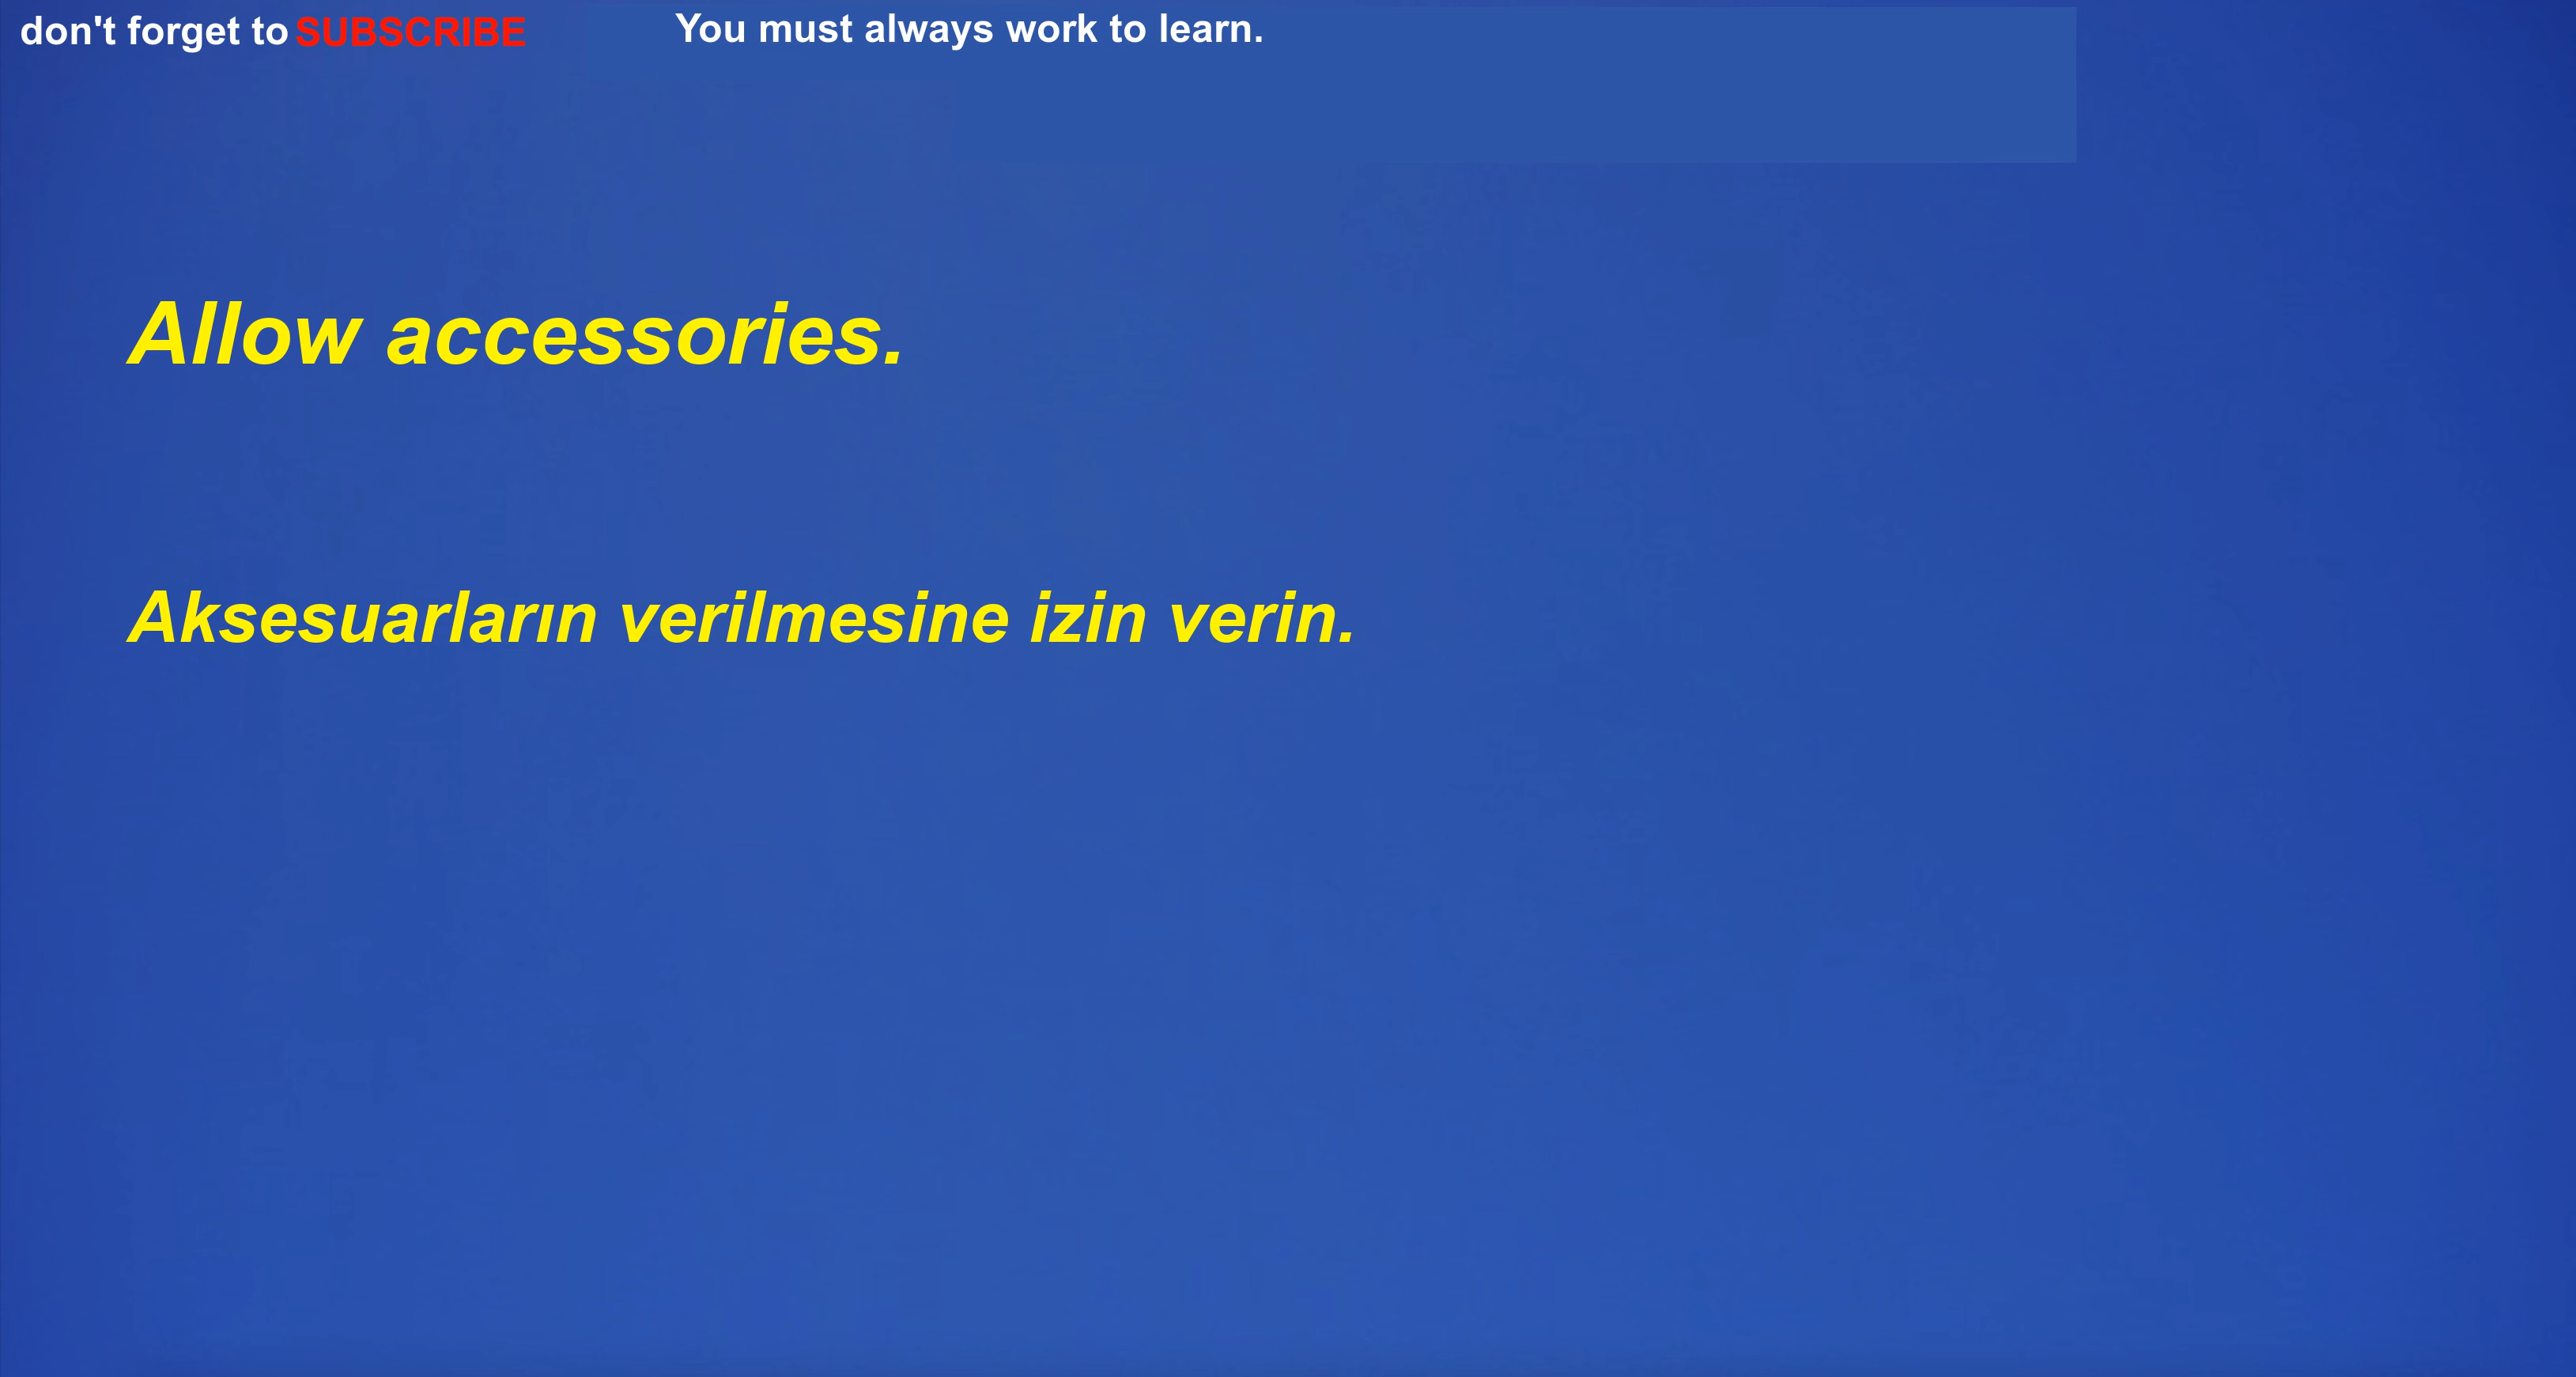 don't forget to SUBSCRIBE You must always work to learn.
Allow accessories.
Aksesuarların verilmesine izin verin.